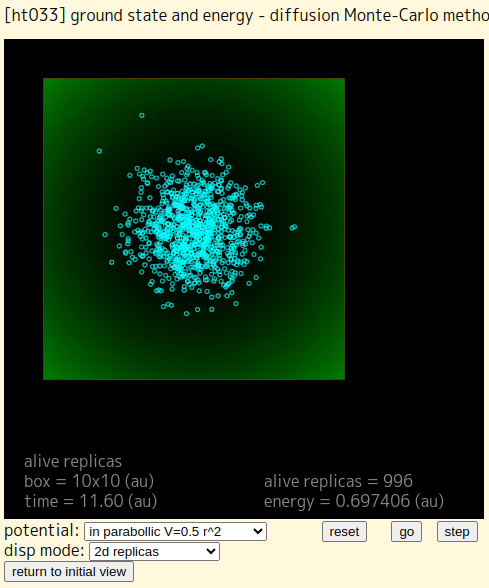 [ht033] ground state and energy - diffusion Monte-Carlo metho
alive replicas
box = 10x10 (au)
alive replicas = 996
time = 11.60 (au)
energy = 0.697406 (au)
potential: in parabollic V=0.5 r^2 reset go step
disp mode: 2d replicas
return to initial view